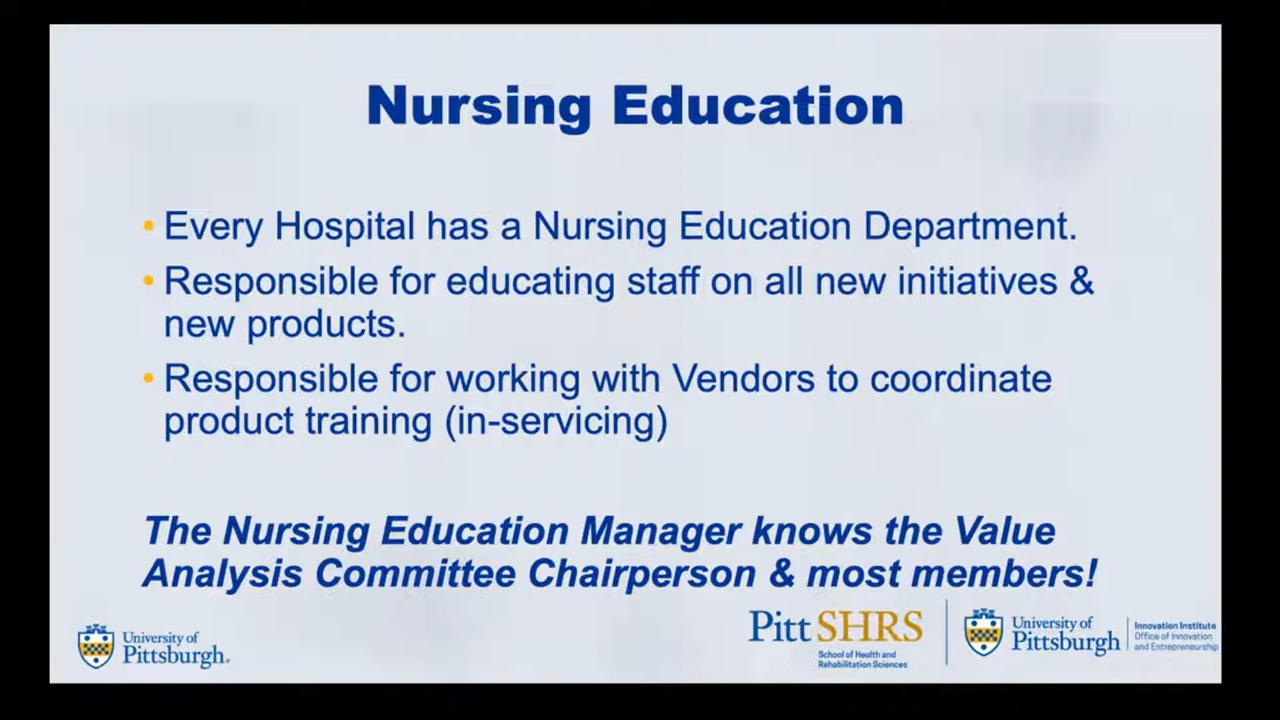 Nursing Education
• Every Hospital has a Nursing Education Department.
• Responsible for educating staff on all new initiatives &
new products.
• Responsible for working with Vendors to coordinate
product training (in-servicing)
The Nursing Education Manager knows the Value
Analysis Committee Chairperson & most members!
University of
Pittsburgh.
Pitt SHRS
School of Health and
Rehabilitation Sciences
University of
Pittsburgh
Innovation Institute
Office of Innovation
and Entrepreneurship